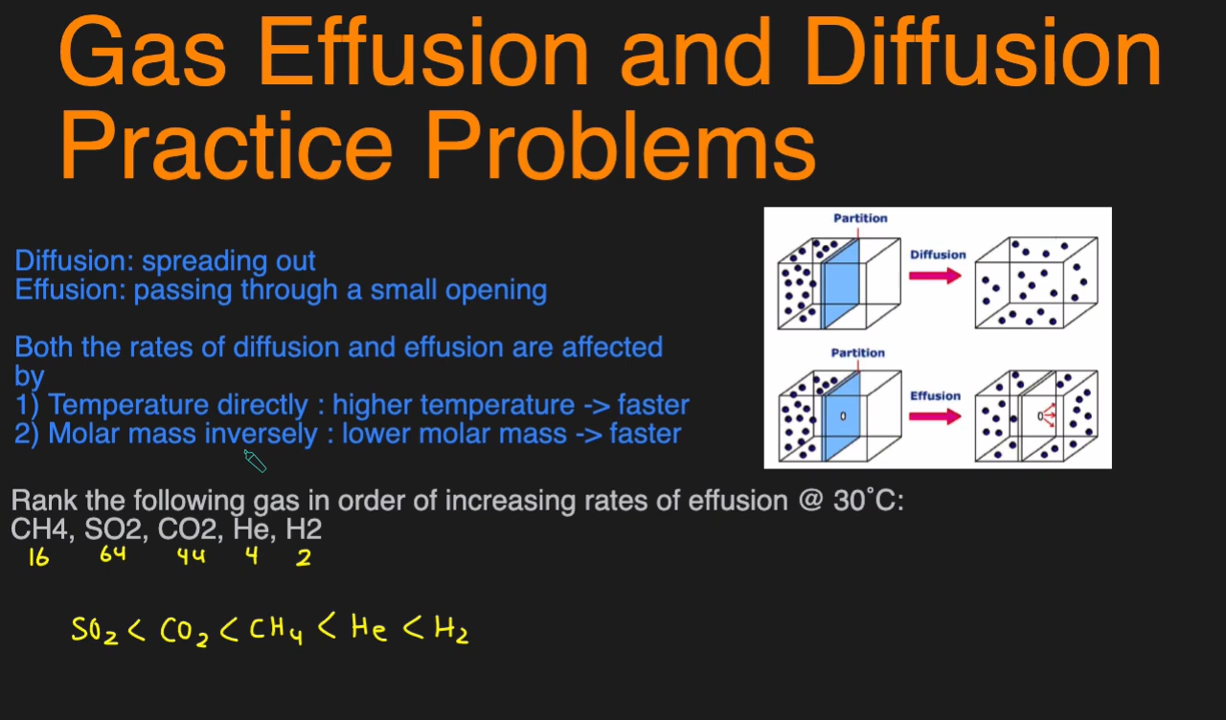 Gas Effusion and Diffusion
Practice Problems
Diffusion: spreading out
Effusion: passing through a small opening
Both the rates of diffusion and effusion are affected
by
1) Temperature directly : higher temperature -> faster
2) Molar mass inversely : lower molar mass -> faster
Partition
Diffusion
Partition
Effusion
0
0
Rank the following gas in order of increasing rates of effusion @ 30˚C:
CH4, SO2, CO2, He, H2
16 64 44 4 2
SO₂ < CO₂ < CH₄ < He < H₂